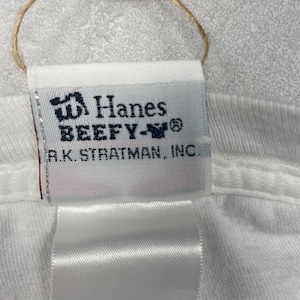 Hanes
BEEFY-T®
R.K. STRATMAN, INC.